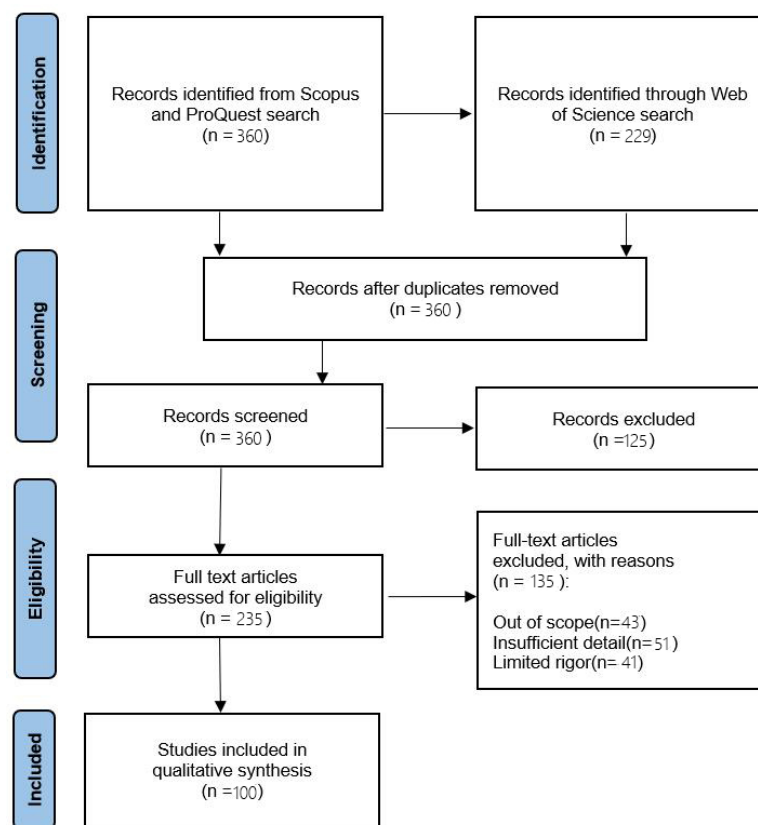 Identification
Records identified from Scopus
and ProQuest search
(n = 360)
Records identified through Web
of Science search
(n = 229)
Screening
Records after duplicates removed
(n = 360 )
Records screened
(n = 360 )
Records excluded
(n =125)
Eligibility
Full text articles
assessed for eligibility
(n = 235)
Full-text articles
excluded, with reasons
(n = 135 ):
Out of scope(n=43)
Insufficient detail(n=51)
Limited rigor(n= 41)
Included
Studies included in
qualitative synthesis
(n =100)